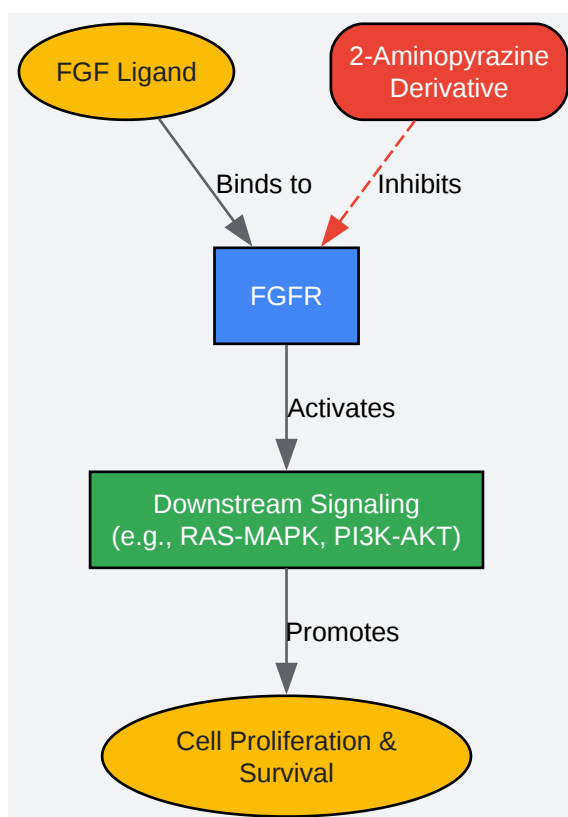 FGF Ligand
2-Aminopyrazine
Derivative
Binds to
Inhibits
FGFR
Activates
Downstream Signaling
(e.g., RAS-MAPK, PI3K-AKT)
Promotes
Cell Proliferation &
Survival